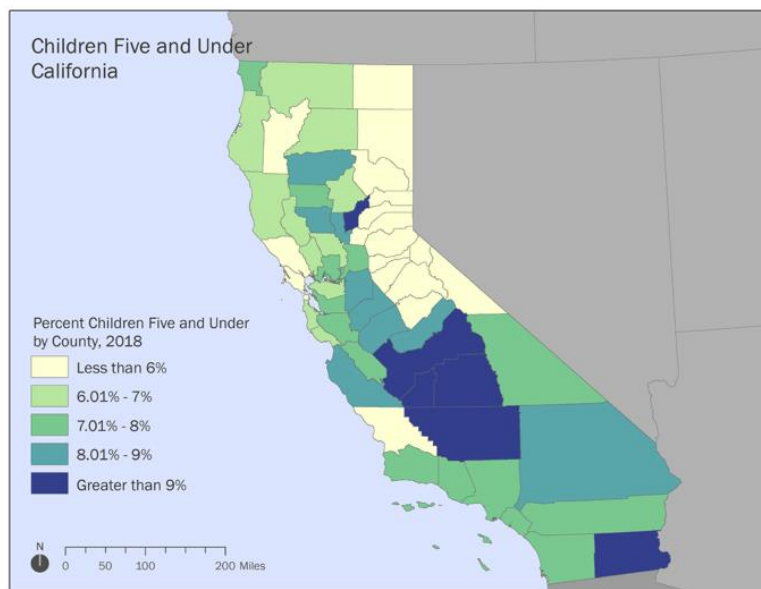 Children Five and Under
California
Percent Children Five and Under
by County, 2018
Less than 6%
6.01% - 7%
7.01% - 8%
8.01% - 9%
Greater than 9%
N
0 50 100 200 Miles